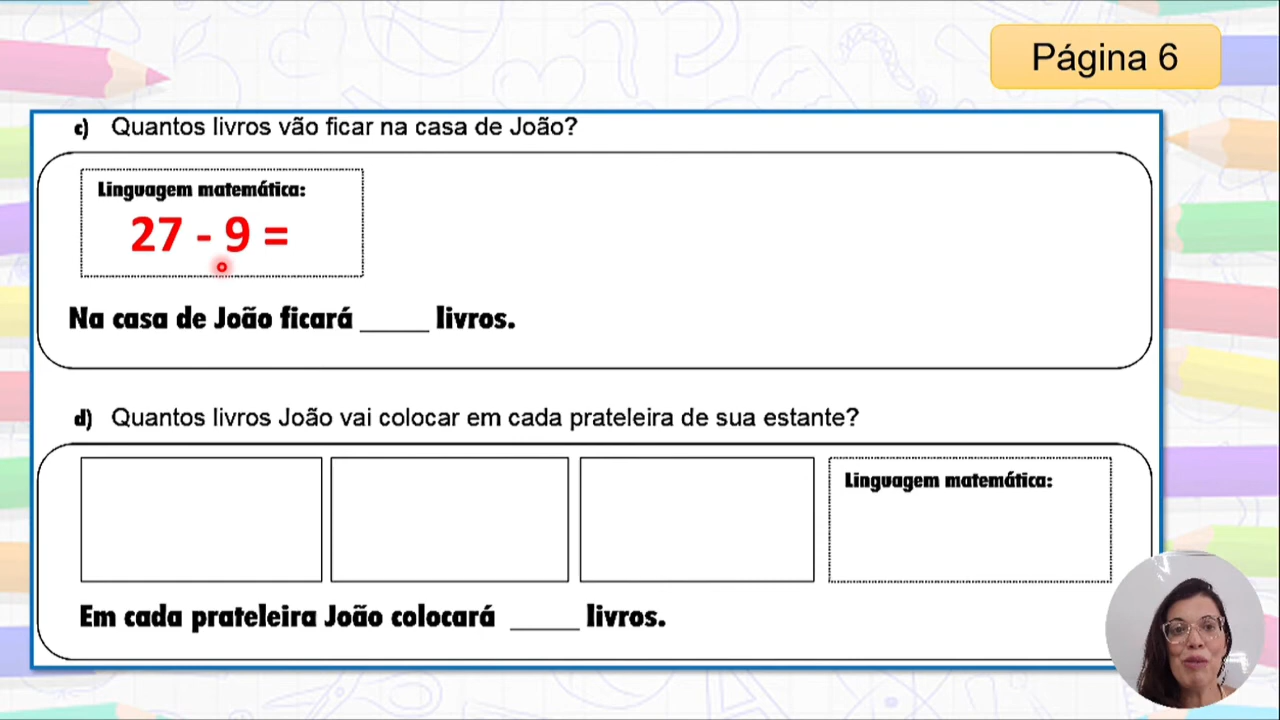 Página 6
c) Quantos livros vão ficar na casa de João?
Linguagem matemática:
27 - 9 =
Na casa de João ficará _____ livros.
d) Quantos livros João vai colocar em cada prateleira de sua estante?
Linguagem matemática:
Em cada prateleira João colocará _____ livros.